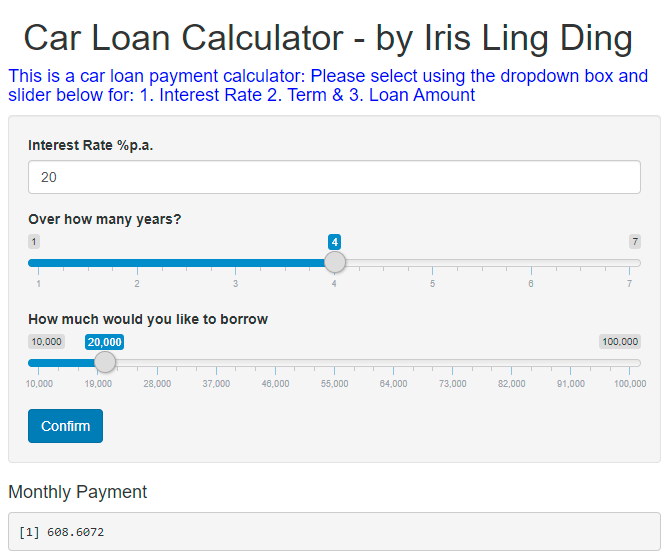 Car Loan Calculator - by Iris Ling Ding
This is a car loan payment calculator: Please select using the dropdown box and
slider below for: 1. Interest Rate 2. Term & 3. Loan Amount
Interest Rate %p.a.
20
Over how many years?
1 4 7
1 2 3 4 5 6 7
How much would you like to borrow
10,000 20,000 100,000
10,000 19,000 28,000 37,000 46,000 55,000 64,000 73,000 82,000 91,000 100,000
Confirm
Monthly Payment
[1] 608.6072